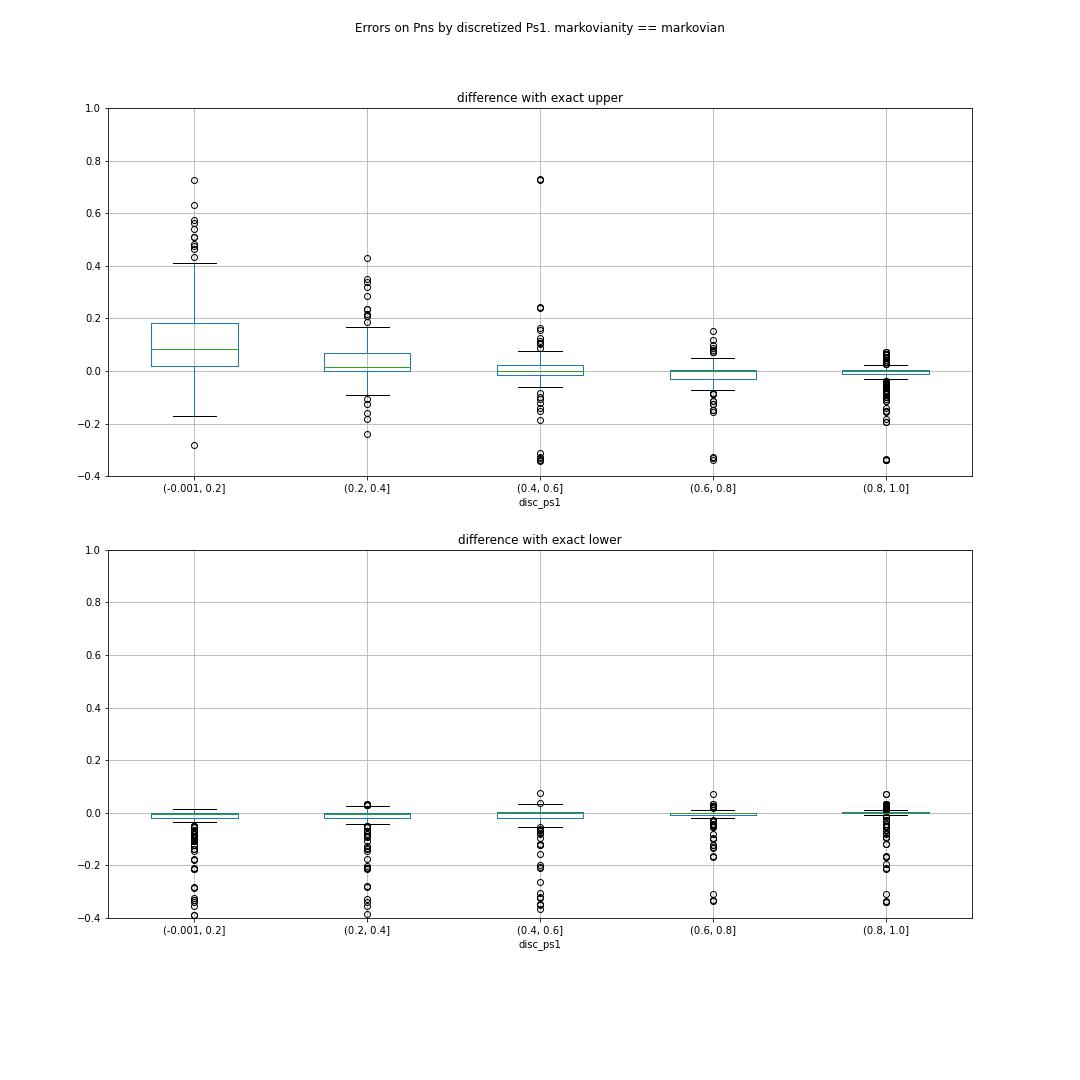 Errors on Pns by discretized Ps1. markovianity == markovian
difference with exact upper
1.0
0.8
0.6
0.4
0.2
0.0
−0.2
−0.4
(-0.001, 0.2] (0.2, 0.4] (0.4, 0.6] (0.6, 0.8] (0.8, 1.0]
disc_ps1
difference with exact lower
1.0
0.8
0.6
0.4
0.2
0.0
−0.2
−0.4
(-0.001, 0.2] (0.2, 0.4] (0.4, 0.6] (0.6, 0.8] (0.8, 1.0]
disc_ps1